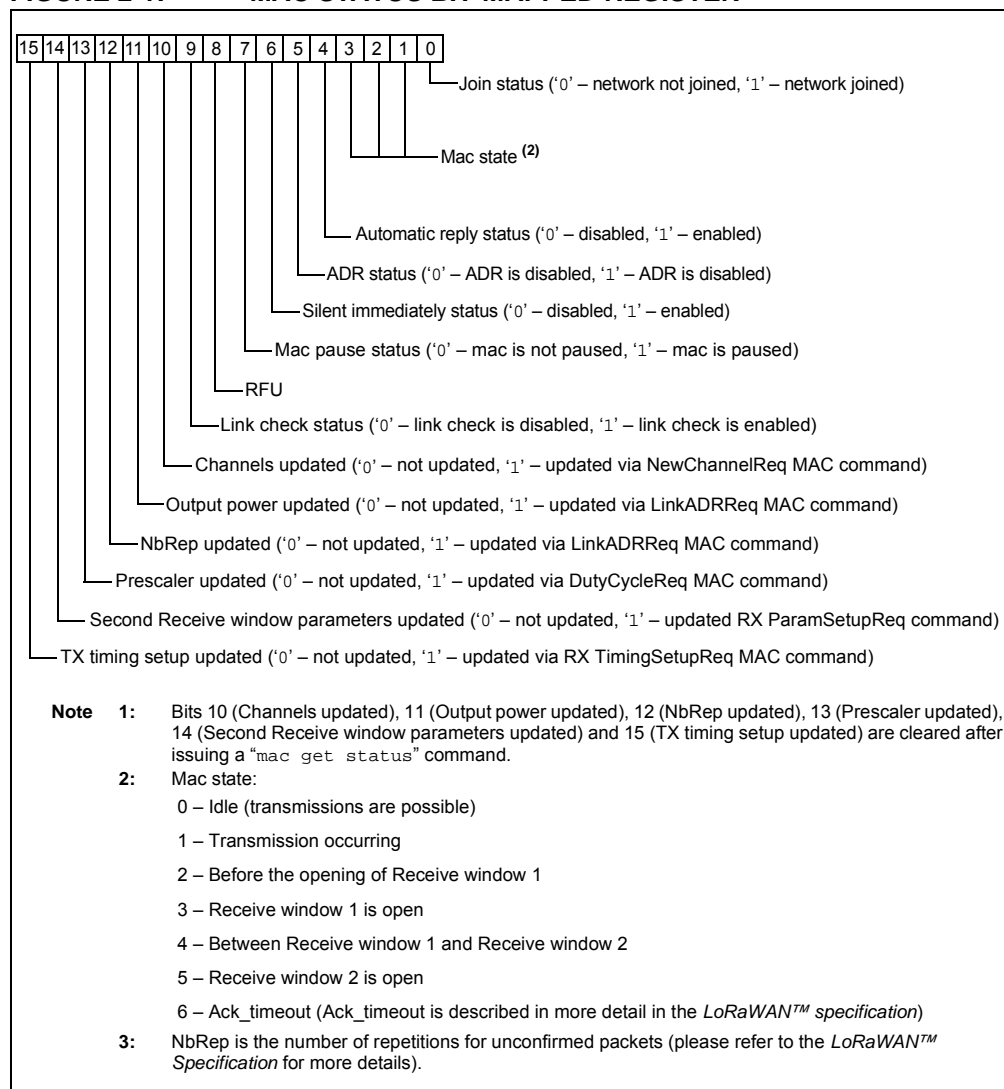 15 14 13 12 11 10 9 8 7 6 5 4 3 2 1 0
Join status (‘0’ – network not joined, ‘1’ – network joined)
Mac state (2)
Automatic reply status (‘0’ – disabled, ‘1’ – enabled)
ADR status (‘0’ – ADR is disabled, ‘1’ – ADR is disabled)
Silent immediately status (‘0’ – disabled, ‘1’ – enabled)
Mac pause status (‘0’ – mac is not paused, ‘1’ – mac is paused)
RFU
Link check status (‘0’ – link check is disabled, ‘1’ – link check is enabled)
Channels updated (‘0’ – not updated, ‘1’ – updated via NewChannelReq MAC command)
Output power updated (‘0’ – not updated, ‘1’ – updated via LinkADRReq MAC command)
NbRep updated (‘0’ – not updated, ‘1’ – updated via LinkADRReq MAC command)
Prescaler updated (‘0’ – not updated, ‘1’ – updated via DutyCycleReq MAC command)
Second Receive window parameters updated (‘0’ – not updated, ‘1’ – updated RX ParamSetupReq command)
TX timing setup updated (‘0’ – not updated, ‘1’ – updated via RX TimingSetupReq MAC command)
Note 1: Bits 10 (Channels updated), 11 (Output power updated), 12 (NbRep updated), 13 (Prescaler updated),
14 (Second Receive window parameters updated) and 15 (TX timing setup updated) are cleared after
issuing a “mac get status” command.
2: Mac state:
0 – Idle (transmissions are possible)
1 – Transmission occurring
2 – Before the opening of Receive window 1
3 – Receive window 1 is open
4 – Between Receive window 1 and Receive window 2
5 – Receive window 2 is open
6 – Ack_timeout (Ack_timeout is described in more detail in the LoRaWAN™ specification)
3: NbRep is the number of repetitions for unconfirmed packets (please refer to the LoRaWAN™
Specification for more details).